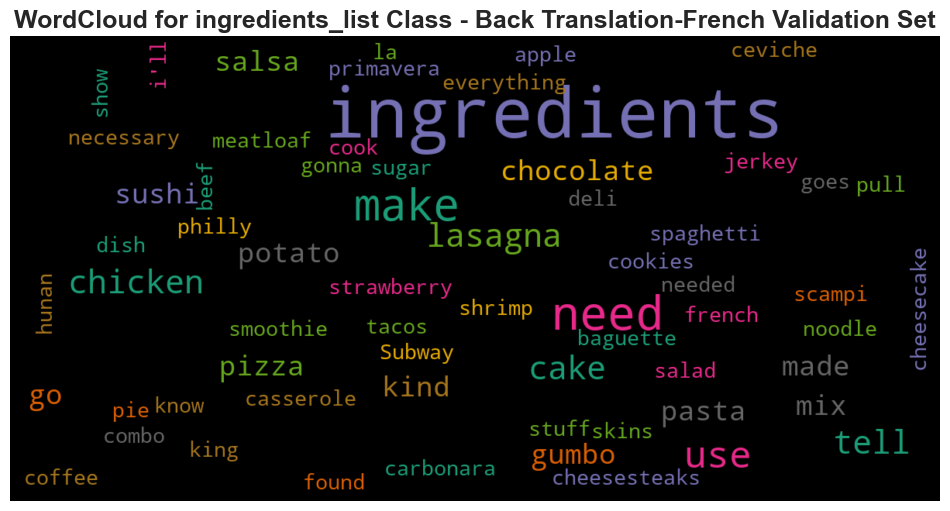 WordCloud for ingredients_list Class - Back Translation-French Validation Set
i'll
la
apple
ceviche
salsa
primavera
show
everything
ingredients
necessary
meatloaf
cook
gonna
sugar
chocolate
jerkey
goes
pull
beef
sushi
make
deli
philly
lasagna
spaghetti
dish
potato
cookies
chicken
needed
cheesecake
hunan
strawberry
scampi
shrimp
need
french
smoothie
tacos
baguette
noodle
Subway
pizza
cake
salad
made
kind
go
pie
know
casserole
pasta
mix
combo
king
stuff
skins
tell
gumbo
use
coffee
found
carbonara
cheesesteaks